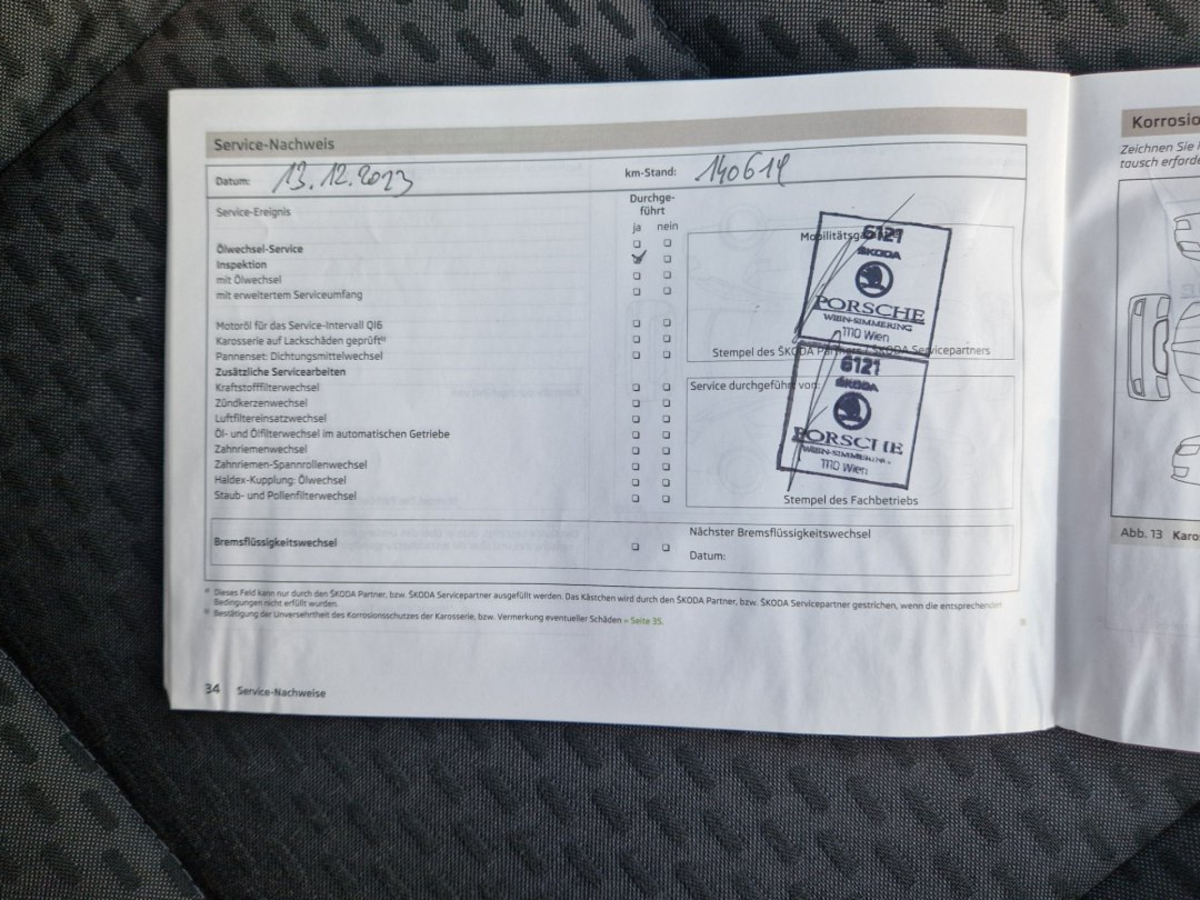 Service-Nachweis
Datum: 13.12.2023 km-Stand: 140614
Service-Ereignis
Durchge-
führt
ja nein
Ölwechsel-Service
Inspektion
mit Ölwechsel
mit erweitertem Serviceumfang
Motoröl für das Service-Intervall QI6
Karosserie auf Lackschäden geprüft
Pannenset: Dichtungsmittelwechsel
Zusätzliche Servicearbeiten
Kraftstofffilterwechsel
Zündkerzenwechsel
Luftfiltereinsatzwechsel
Öl- und Ölfilterwechsel im automatischen Getriebe
Zahnriemenwechsel
Zahnriemen-Spannrollenwechsel
Haldex-Kupplung: Ölwechsel
Staub- und Pollenfilterwechsel
6121
ŠKODA
PORSCHE
WIEN-SIMMERING
1110 Wien
Stempel des ŠKODA Partners / ŠKODA Servicepartners
Service durchgeführt von:
6121
ŠKODA
PORSCHE
WIEN-SIMMERING
1110 Wien
Stempel des Fachbetriebs
Bremsflüssigkeitswechsel
Nächster Bremsflüssigkeitswechsel
Datum:
a) Dieses Feld kann nur durch den ŠKODA Partner, bzw. ŠKODA Servicepartner ausgefüllt werden. Das Kästchen wird durch den ŠKODA Partner, bzw. ŠKODA Servicepartner gestrichen, wenn die entsprechenden
Bedingungen nicht erfüllt wurden.
b) Bestätigung der Unversehrtheit des Korrosionsschutzes der Karosserie, bzw. Vermerkung eventueller Schäden » Seite 35.
34 Service-Nachweise
Korrosio
Zeichnen Sie
tausch erforde
Abb. 13 Karo